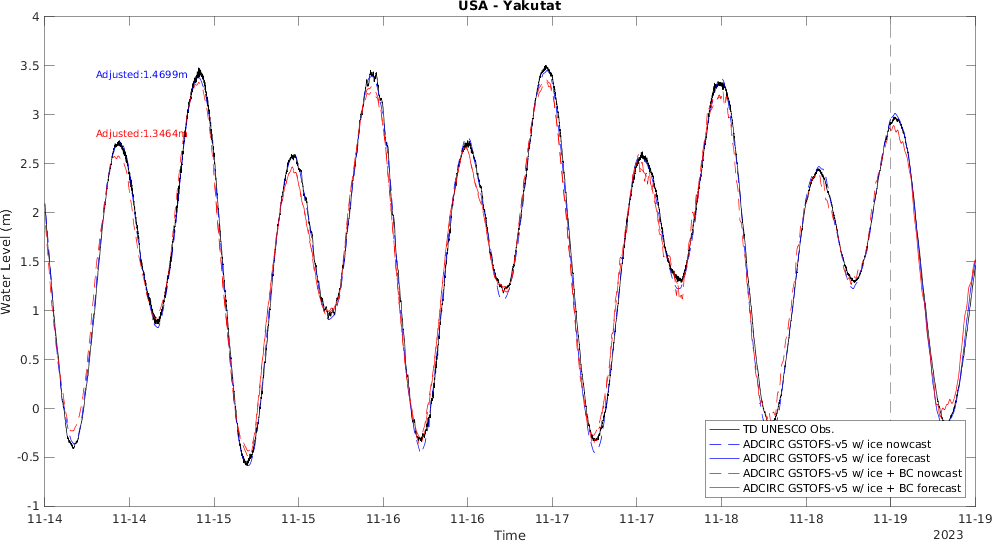 USA - Yakutat
4
3.5
3
2.5
2
1.5
1
0.5
0
-0.5
-1
Water Level (m)
Adjusted:1.4699m
Adjusted:1.3464m
TD UNESCO Obs.
ADCIRC GSTOFS-v5 w/ ice nowcast
ADCIRC GSTOFS-v5 w/ ice forecast
ADCIRC GSTOFS-v5 w/ ice + BC nowcast
ADCIRC GSTOFS-v5 w/ ice + BC forecast
11-14 11-14 11-15 11-15 11-16 11-16 11-17 11-17 11-18 11-18 11-19 11-19
Time
2023